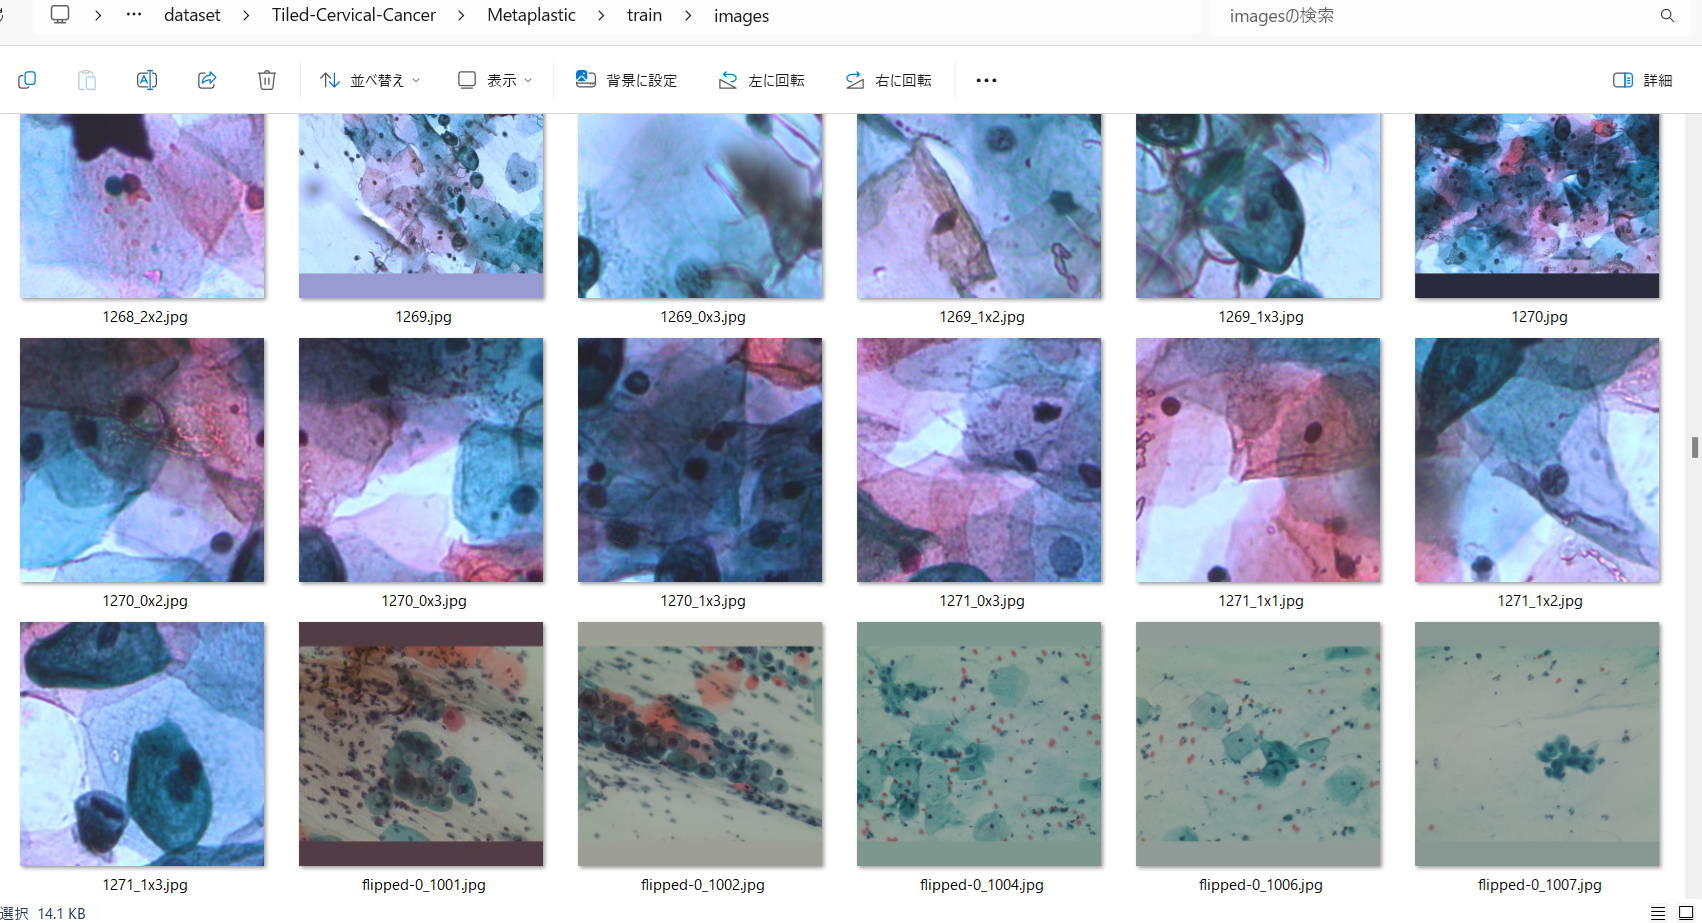 … dataset > Tiled-Cervical-Cancer > Metaplastic > train > images
imagesの検索
並べ替え 表示 背景に設定 左に回転 右に回転 ••• 詳細
1268_2x2.jpg 1269.jpg 1269_0x3.jpg 1269_1x2.jpg 1269_1x3.jpg 1270.jpg
1270_0x2.jpg 1270_0x3.jpg 1270_1x3.jpg 1271_0x3.jpg 1271_1x1.jpg 1271_1x2.jpg
1271_1x3.jpg flipped-0_1001.jpg flipped-0_1002.jpg flipped-0_1004.jpg flipped-0_1006.jpg flipped-0_1007.jpg
選択 14.1 KB